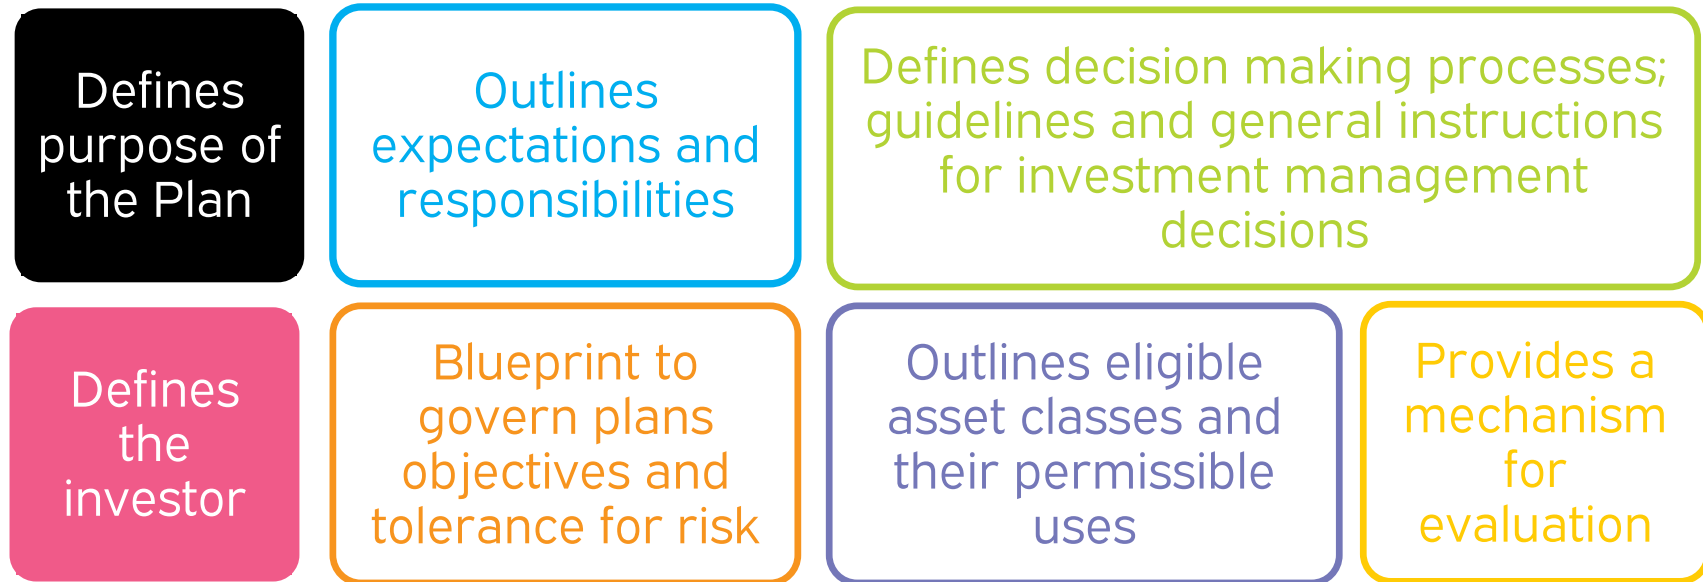 Defines
purpose of
the Plan
Outlines
expectations and
responsibilities
Defines decision making processes;
guidelines and general instructions
for investment management
decisions
Defines
the
investor
Blueprint to
govern plans
objectives and
tolerance for risk
Outlines eligible
asset classes and
their permissible
uses
Provides a
mechanism
for
evaluation